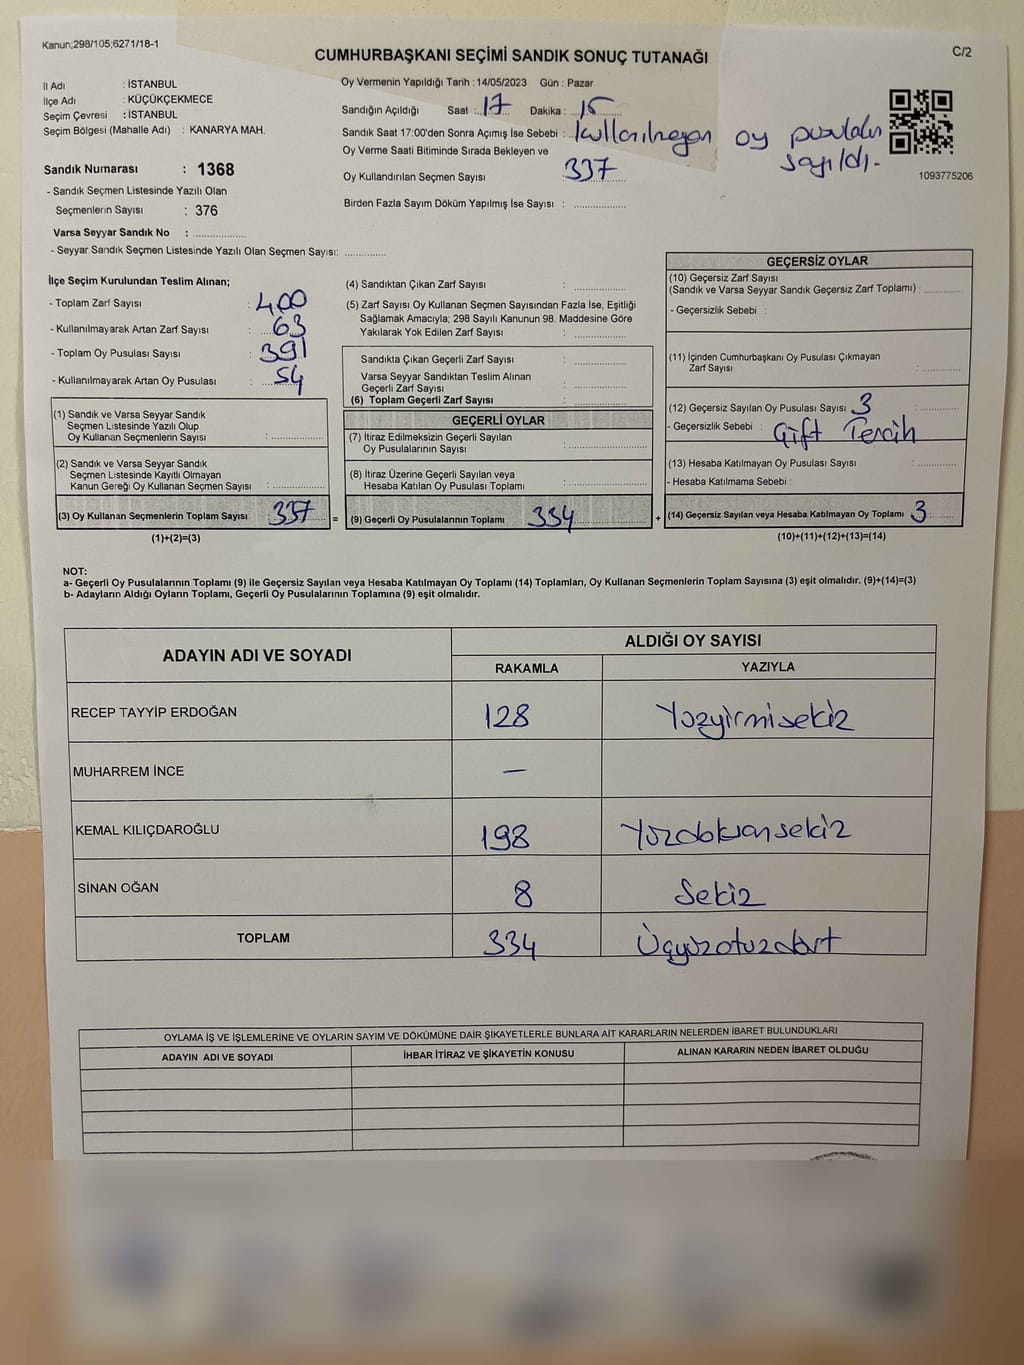 Kanun;298/105;6271/18-1
C/2
CUMHURBAŞKANI SEÇİMİ SANDIK SONUÇ TUTANAĞI
İl Adı : İSTANBUL
İlçe Adı : KÜÇÜKÇEKMECE
Seçim Çevresi : İSTANBUL
Seçim Bölgesi (Mahalle Adı) : KANARYA MAH.
Sandık Numarası : 1368
- Sandık Seçmen Listesinde Yazılı Olan
Seçmenlerin Sayısı : 376
Varsa Seyyar Sandık No : ..................
- Seyyar Sandık Seçmen Listesinde Yazılı Olan Seçmen Sayısı: ..............
Oy Vermenin Yapıldığı Tarih : 14/05/2023 Gün : Pazar
Sandığın Açıldığı Saat : 17 Dakika : 15
Sandık Saat 17:00'den Sonra Açımış İse Sebebi : Kullanılmayan oy pusulaları
sayıldı.
Oy Verme Saati Bitiminde Sırada Bekleyen ve
Oy Kullandırılan Seçmen Sayısı : 337
Birden Fazla Sayım Döküm Yapılmış İse Sayısı : ..................
1093775206
İlçe Seçim Kurulundan Teslim Alınan;
- Toplam Zarf Sayısı : 400
- Kullanılmayarak Artan Zarf Sayısı : 63
- Toplam Oy Pusulası Sayısı : 391
- Kullanılmayarak Artan Oy Pusulası : 54
(1) Sandık ve Varsa Seyyar Sandık
Seçmen Listesinde Yazılı Olup
Oy Kullanan Seçmenlerin Sayısı : ..................
(2) Sandık ve Varsa Seyyar Sandık
Seçmen Listesinde Kayıtlı Olmayan
Kanun Gereği Oy Kullanan Seçmen Sayısı : ..................
(3) Oy Kullanan Seçmenlerin Toplam Sayısı 337 =
(1)+(2)=(3)
(4) Sandıktan Çıkan Zarf Sayısı : ..................
(5) Zarf Sayısı Oy Kullanan Seçmen Sayısından Fazla İse, Eşitliği
Sağlamak Amacıyla; 298 Sayılı Kanunun 98. Maddesine Göre
Yakılarak Yok Edilen Zarf Sayısı : ..................
Sandıkta Çıkan Geçerli Zarf Sayısı : ..................
Varsa Seyyar Sandıktan Teslim Alınan
Geçerli Zarf Sayısı : ..................
(6) Toplam Geçerli Zarf Sayısı : ..................
GEÇERLİ OYLAR
(7) İtiraz Edilmeksizin Geçerli Sayılan
Oy Pusulalarının Sayısı : ..................
(8) İtiraz Üzerine Geçerli Sayılan veya
Hesaba Katılan Oy Pusulası Toplamı : ..................
(9) Geçerli Oy Pusulalarının Toplamı 334 +
GEÇERSİZ OYLAR
(10) Geçersiz Zarf Sayısı
(Sandık ve Varsa Seyyar Sandık Geçersiz Zarf Toplamı) : ..............
- Geçersizlik Sebebi :
(11) İçinden Cumhurbaşkanı Oy Pusulası Çıkmayan
Zarf Sayısı : ..............
(12) Geçersiz Sayılan Oy Pusulası Sayısı 3 : ..............
- Geçersizlik Sebebi : Çift Tercih
(13) Hesaba Katılmayan Oy Pusulası Sayısı : ..............
- Hesaba Katılmama Sebebi :
(14) Geçersiz Sayılan veya Hesaba Katılmayan Oy Toplamı 3
(10)+(11)+(12)+(13)=(14)
NOT:
a- Geçerli Oy Pusulalarının Toplamı (9) ile Geçersiz Sayılan veya Hesaba Katılmayan Oy Toplamı (14) Toplamları, Oy Kullanan Seçmenlerin Toplam Sayısına (3) eşit olmalıdır. (9)+(14)=(3)
b- Adayların Aldığı Oyların Toplamı, Geçerli Oy Pusulalarının Toplamına (9) eşit olmalıdır.
ADAYIN ADI VE SOYADI ALDIĞI OY SAYISI
RAKAMLA YAZIYLA
RECEP TAYYİP ERDOĞAN 128 Yüzyirmisekiz
MUHARREM İNCE —
KEMAL KILIÇDAROĞLU 198 Yüzdoksansekiz
SİNAN OĞAN 8 Sekiz
TOPLAM 334 Üçyüzotuzdört
OYLAMA İŞ VE İŞLEMLERİNE VE OYLARIN SAYIM VE DÖKÜMÜNE DAİR ŞİKAYETLERLE BUNLARA AİT KARARLARIN NELERDEN İBARET BULUNDUKLARI
ADAYIN ADI VE SOYADI İHBAR İTİRAZ VE ŞİKAYETİN KONUSU ALINAN KARARIN NEDEN İBARET OLDUĞU